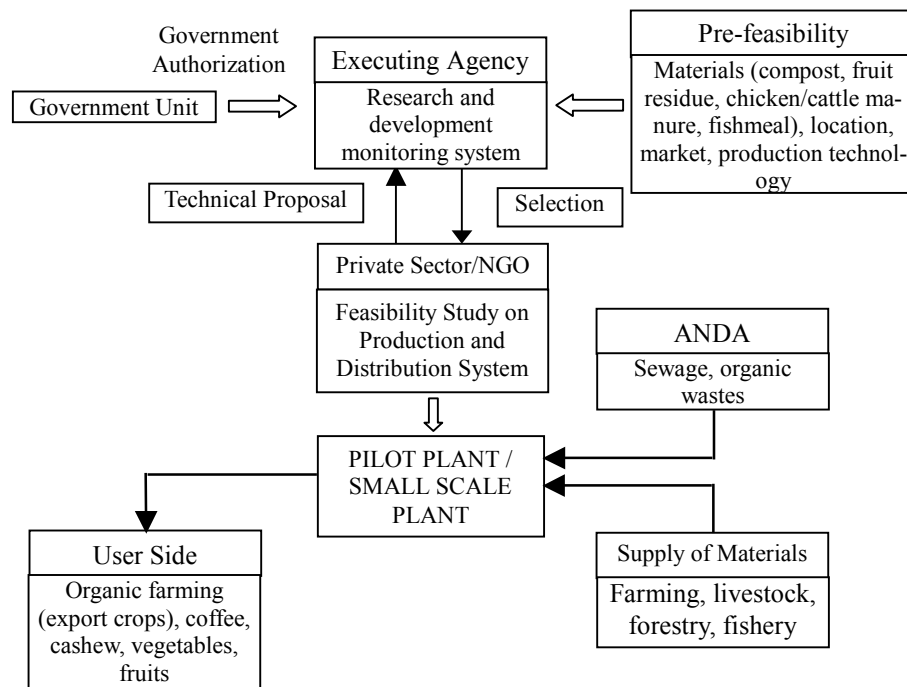 Government
Authorization
Government Unit
Executing Agency
Research and
development
monitoring system
Pre-feasibility
Materials (compost, fruit
residue, chicken/cattle ma-
nure, fishmeal), location,
market, production technol-
ogy
Technical Proposal
Selection
Private Sector/NGO
Feasibility Study on
Production and
Distribution System
ANDA
Sewage, organic
wastes
PILOT PLANT /
SMALL SCALE
PLANT
User Side
Organic farming
(export crops), coffee,
cashew, vegetables,
fruits
Supply of Materials
Farming, livestock,
forestry, fishery